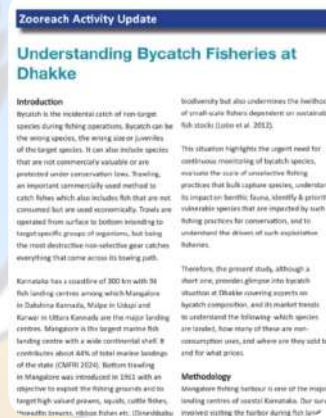 Zooreach Activity Update
Understanding Bycatch Fisheries at
Dhakke
Introduction
Bycatch is the incidental catch of non-target
species during fishing operations. Bycatch can be
the wrong species, the wrong size or juveniles
of the target species. It can also include species
that are not commercially valuable or are
protected under conservation laws. Trawling,
an important commercially used method to
catch fishes which also includes fish that are not
consumed but are used economically. Trawls are
operated from surface to bottom intending to
target specific groups of organisms, but being
the most destructive non-selective gear catches
everything that come across its towing path.
Karnataka has a coastline of 300 km with 96
fish landing centres among which Mangalore
in Dakshina Kannada, Malpe in Udupi and
Karwar in Uttara Kannada are the major landing
centres. Mangalore is the largest marine fish
landing centre with a wide continental shelf. It
contributes about 44% of total marine landings
of the state (CMFRI 2024). Bottom trawling
in Mangalore was introduced in 1961 with an
objective to exploit the fishing grounds and to
target high valued prawns, squids, cuttle fishes,
threadfin breams, ribbon fishes etc. (Dineshbabu
biodiversity but also undermines the livelihood
of small-scale fishers dependent on sustainable
fish stocks (Lobo et al. 2012).
This situation highlights the urgent need for
continuous monitoring of bycatch species,
evaluate the scale of unselective fishing
practices that bulk capture species, understand
its impact on benthic fauna, identify & prioritize
vulnerable species that are impacted by such
fishing practices for conservation, and to
understand the drivers of such exploitative
fisheries.
Therefore, the present study, although a
short one, provides glimpse into bycatch
situation at Dhakke covering aspects on
bycatch composition, and its market trends
to understand the following-which species
are landed, how many of these are non-
consumption uses, and where are they sold to
and for what prices.
Methodology
Mangalore fishing harbour is one of the major
landing centres of coastal Karnataka. Our survey
involved visiting the harbor during fish landing